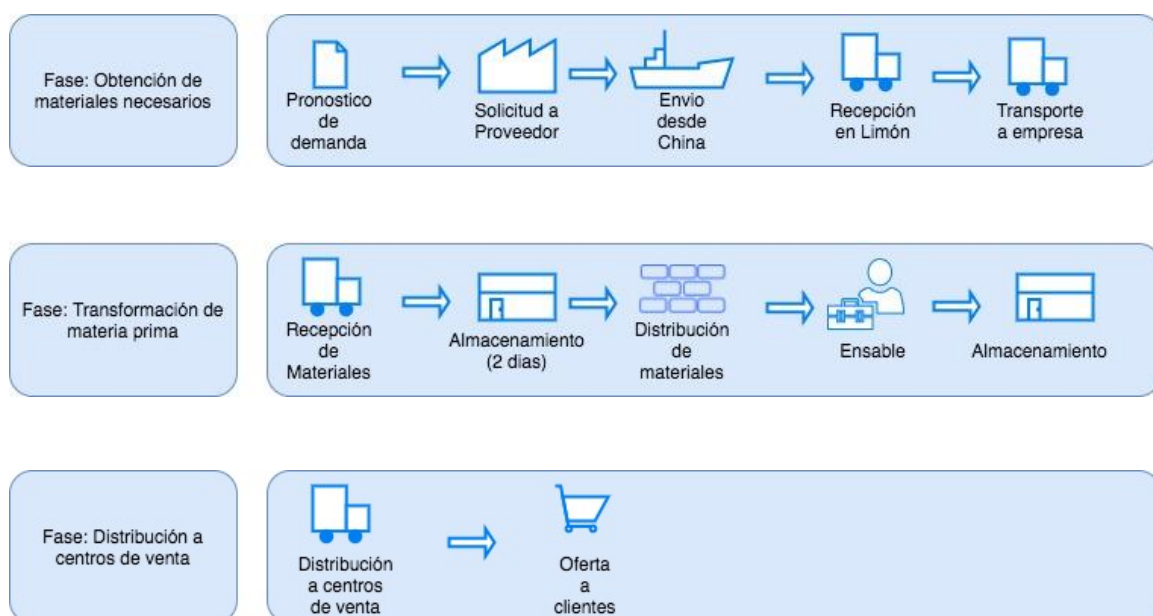 Fase: Obtención de
materiales necesarios
Pronostico
de
demanda
Solicitud a
Proveedor
Envio
desde
China
Recepción
en Limón
Transporte
a empresa
Fase: Transformación de
materia prima
Recepción
de
Materiales
Almacenamiento
(2 dias)
Distribución
de
materiales
Ensable
Almacenamiento
Fase: Distribución a
centros de venta
Distribución
a centros
de venta
Oferta
a
clientes